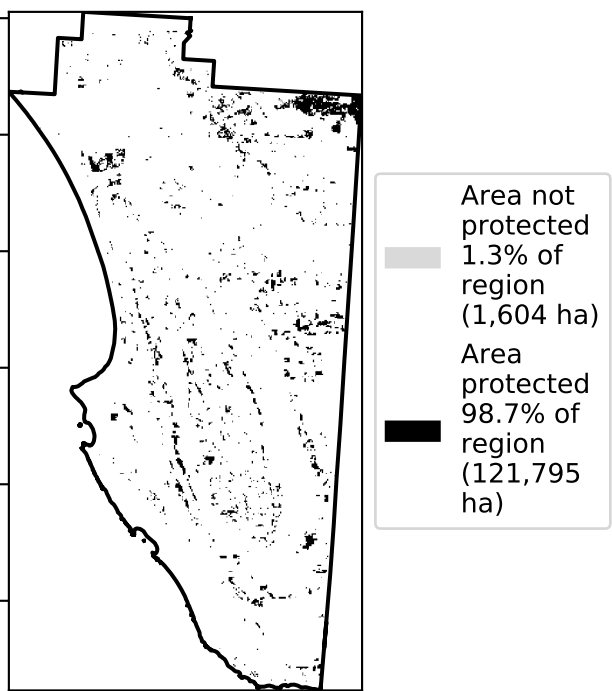 Area not
protected
1.3% of
region
(1,604 ha)
Area
protected
98.7% of
region
(121,795
ha)